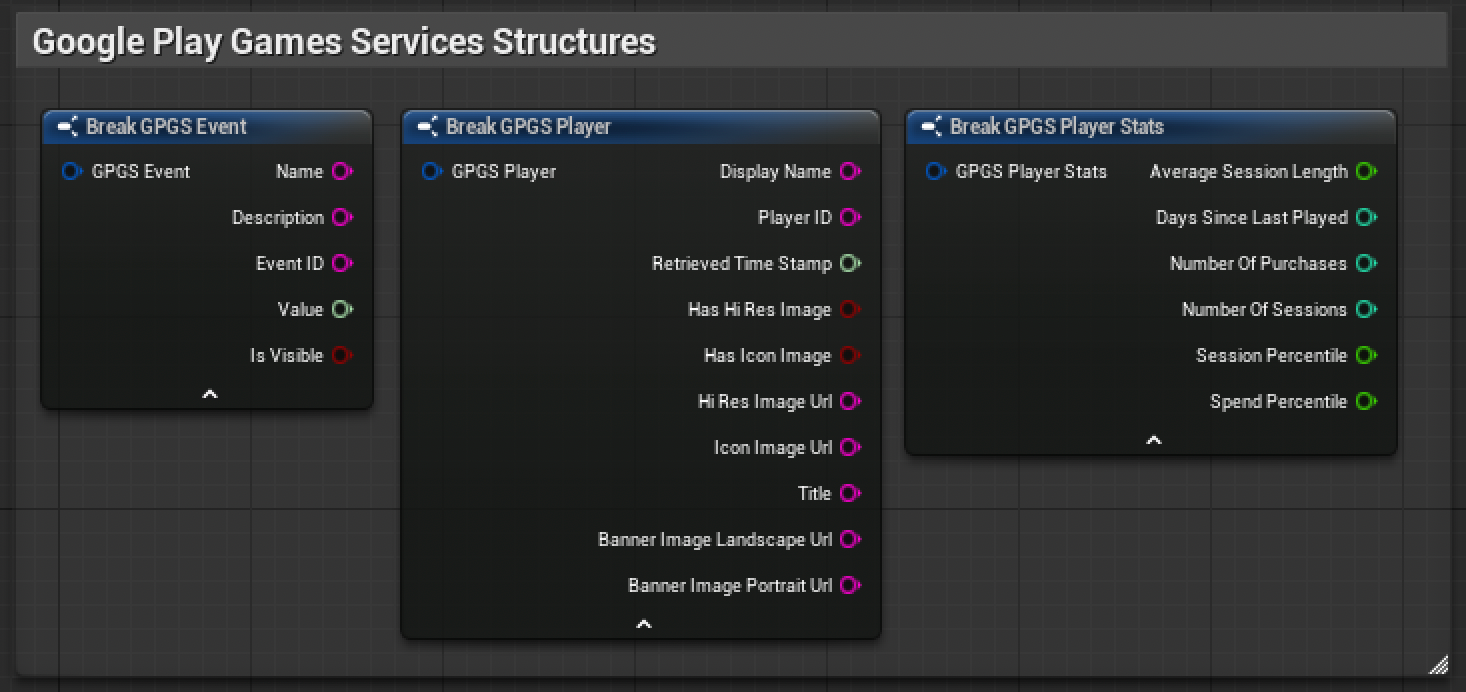 Google Play Games Services Structures
Break GPGS Event
GPGS Event
Name
Description
Event ID
Value
Is Visible
Break GPGS Player
GPGS Player
Display Name
Player ID
Retrieved Time Stamp
Has Hi Res Image
Has Icon Image
Hi Res Image Url
Icon Image Url
Title
Banner Image Landscape Url
Banner Image Portrait Url
Break GPGS Player Stats
GPGS Player Stats
Average Session Length
Days Since Last Played
Number Of Purchases
Number Of Sessions
Session Percentile
Spend Percentile